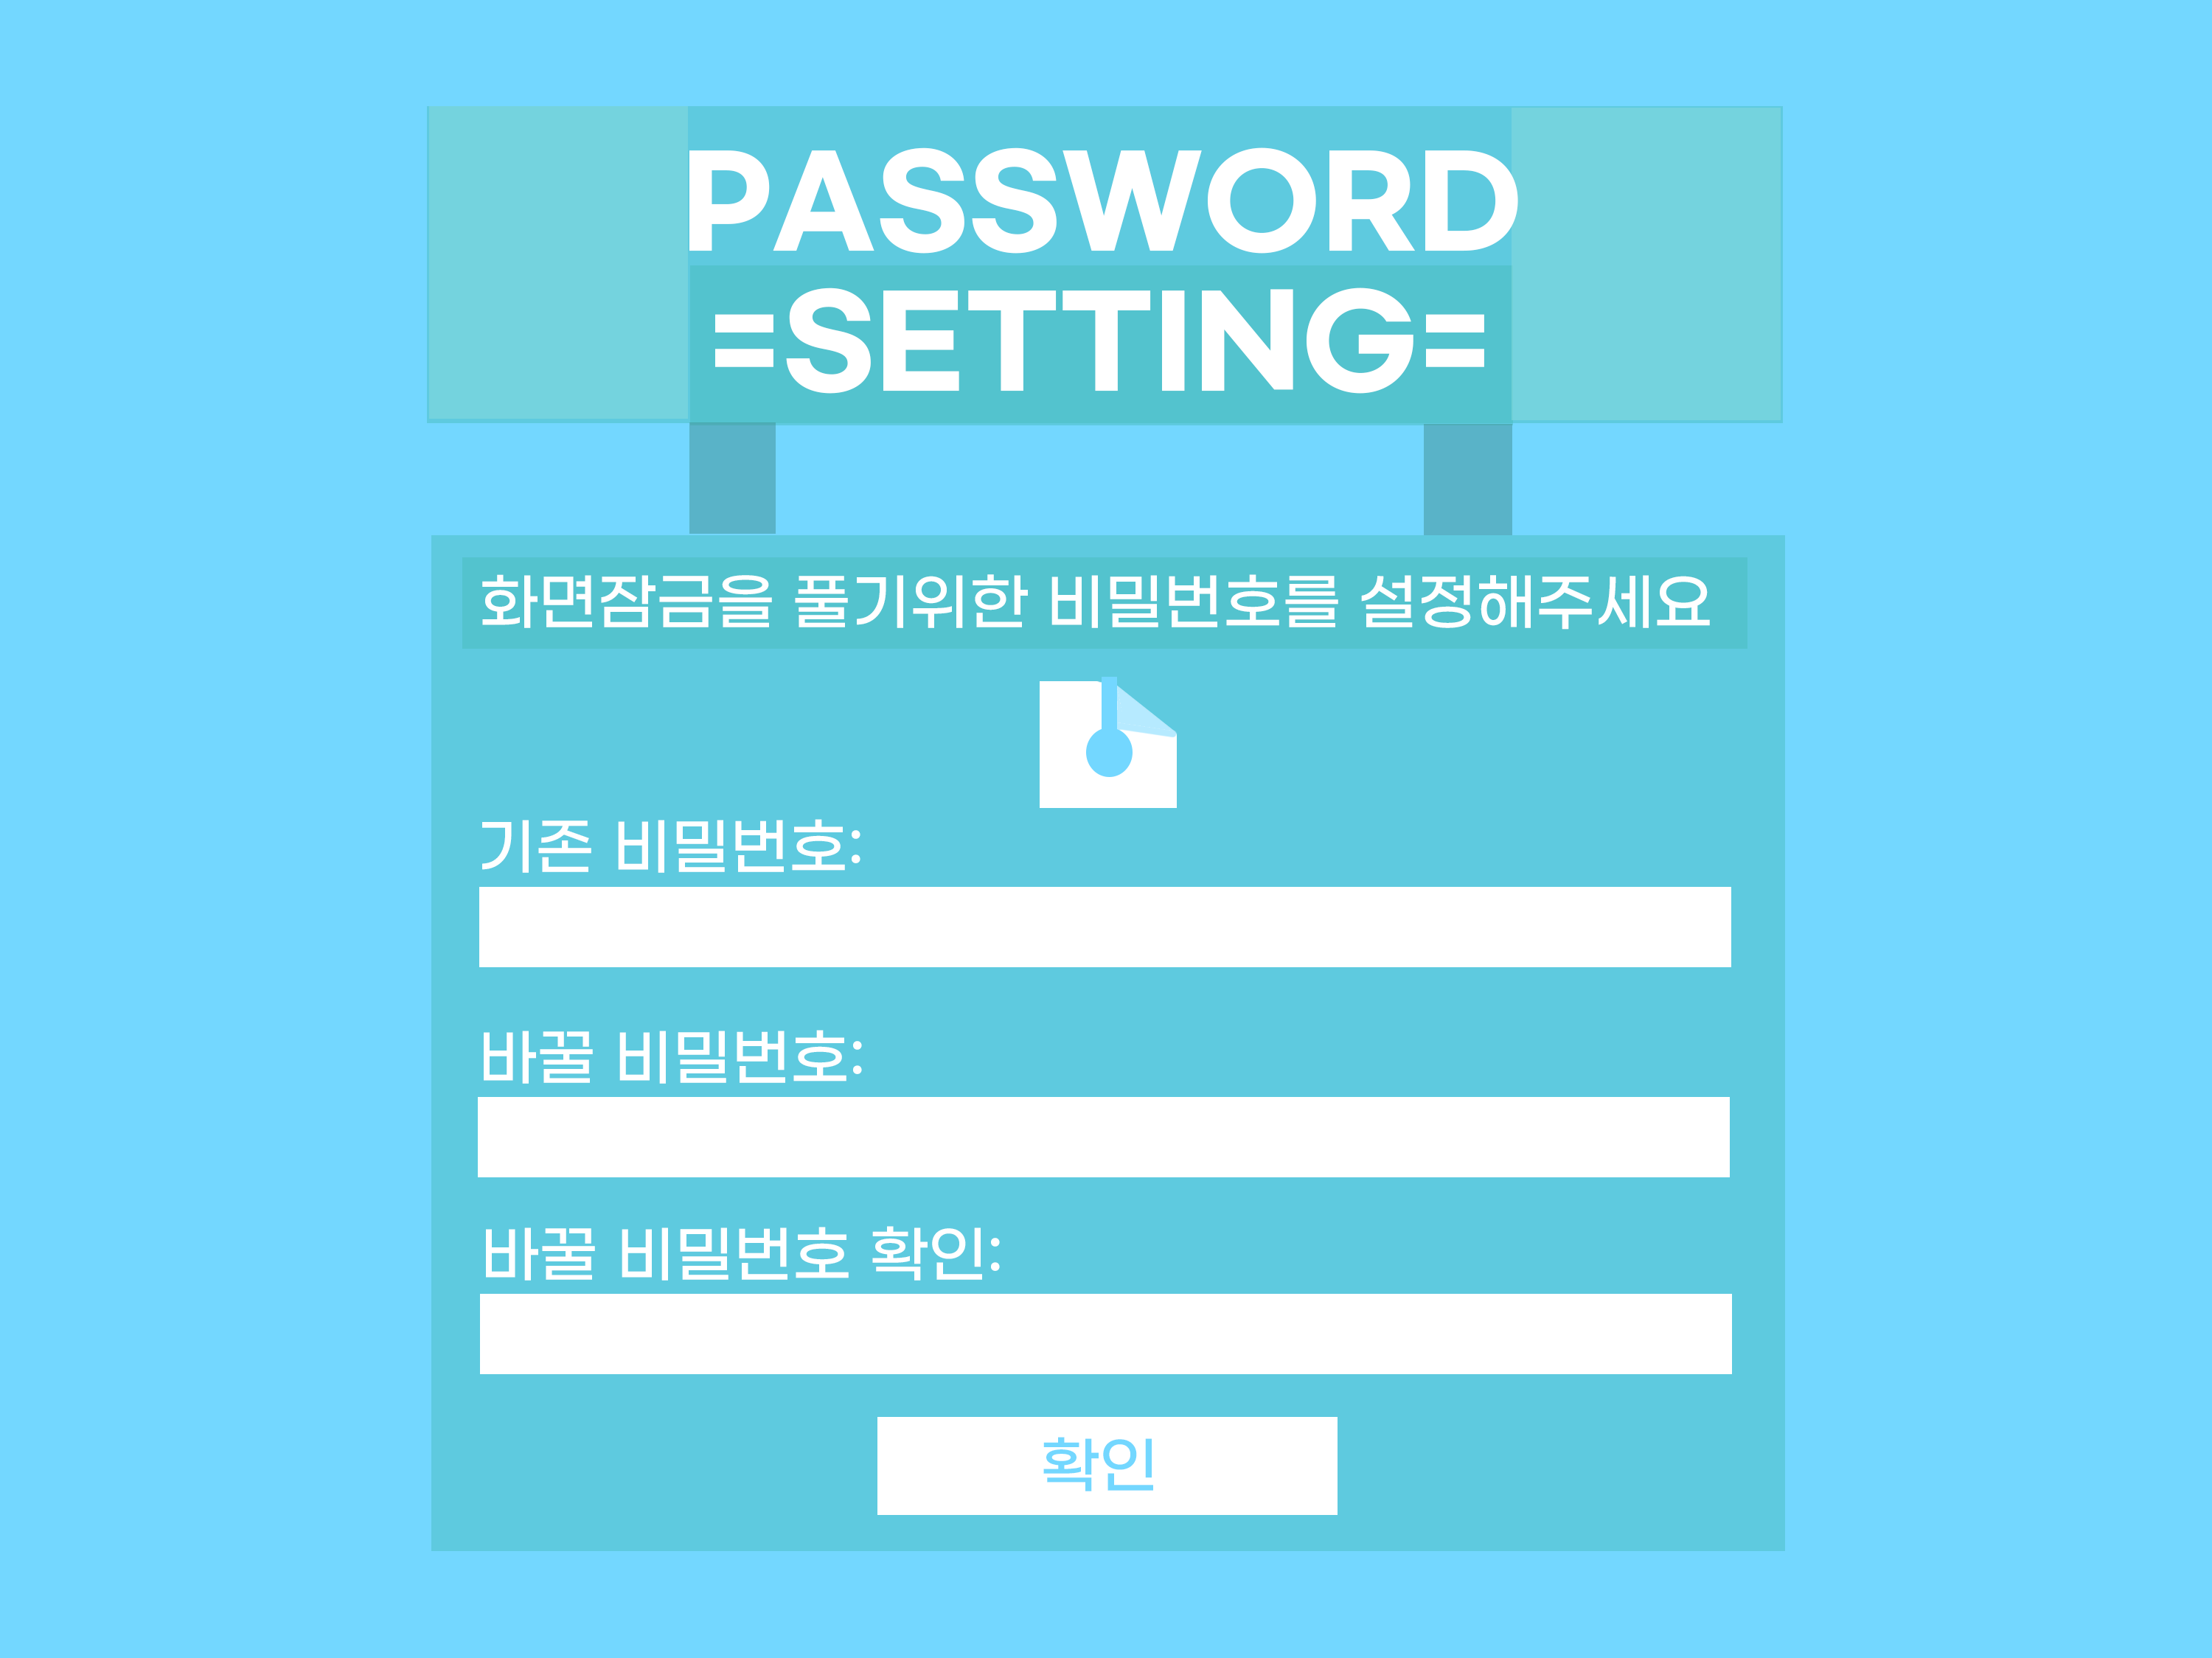 PASSWORD
=SETTING=
화면잠금을 풀기위한 비밀번호를 설정해주세요
기존 비밀번호:
바꿀 비밀번호:
바꿀 비밀번호 확인:
확인